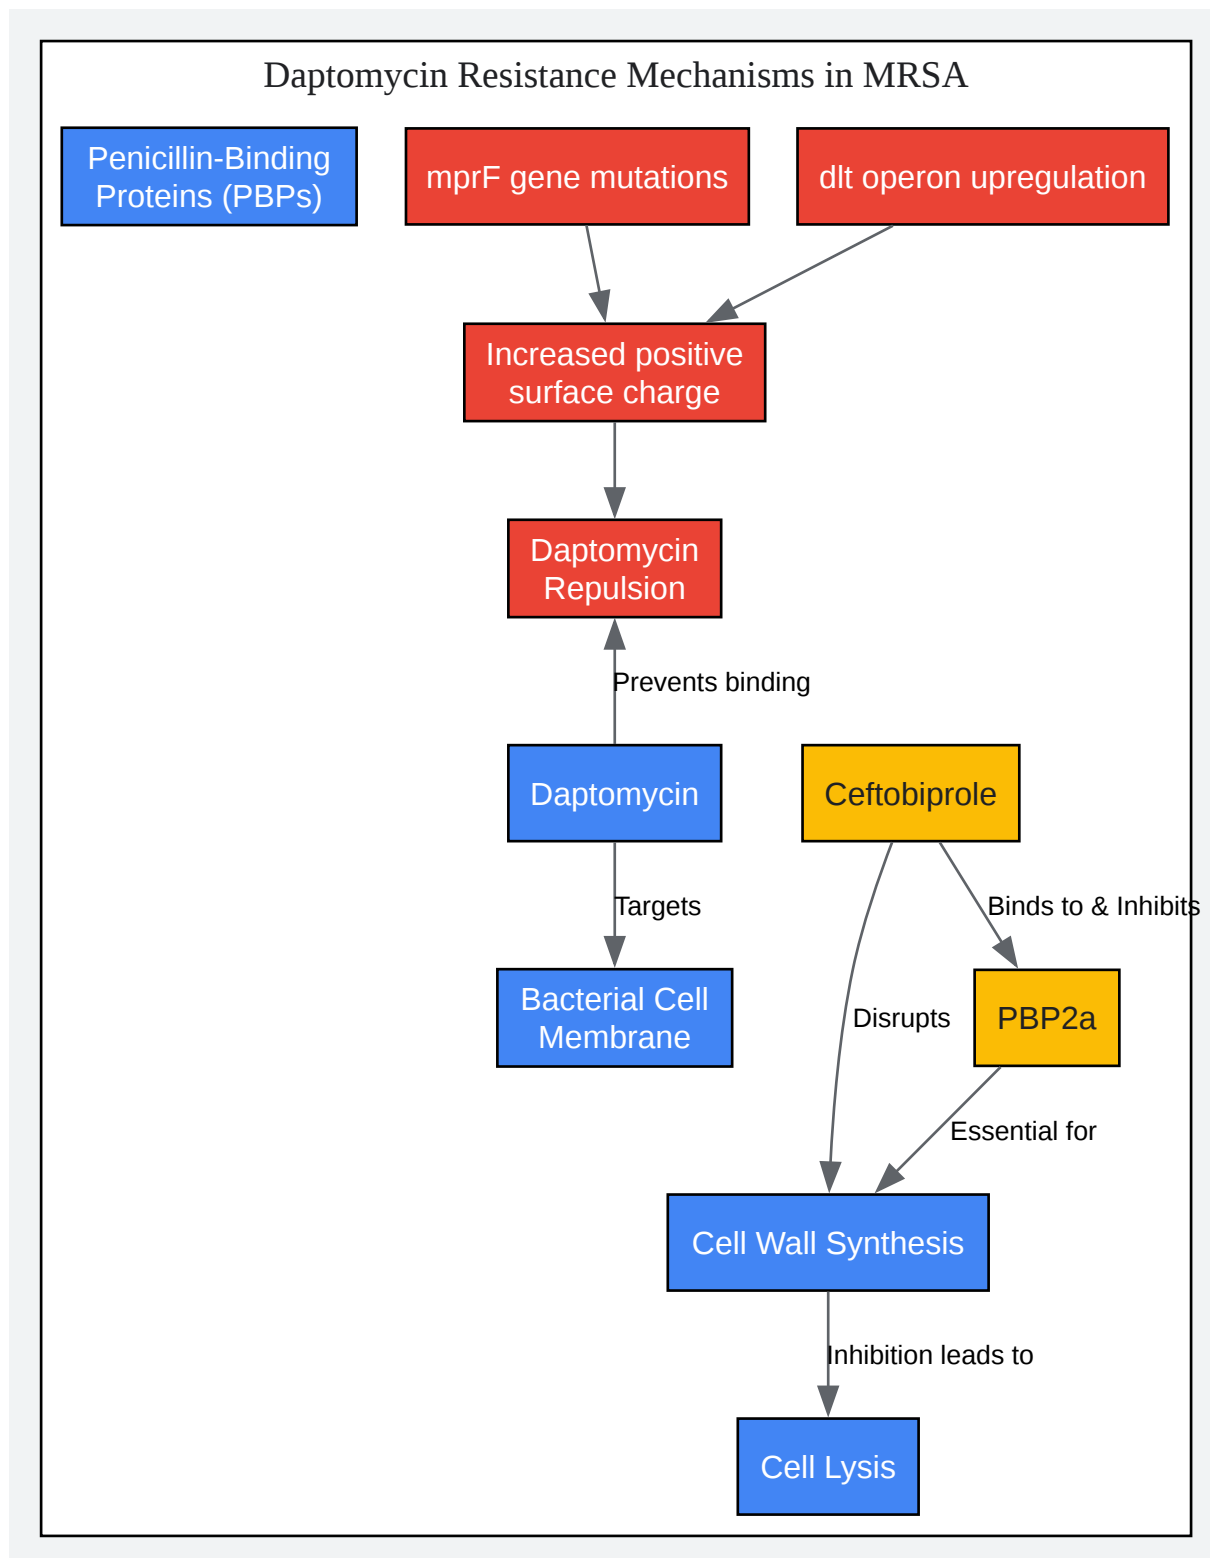 Daptomycin Resistance Mechanisms in MRSA
Penicillin-Binding
Proteins (PBPs)
mprF gene mutations
dlt operon upregulation
Increased positive
surface charge
Daptomycin
Repulsion
Prevents binding
Daptomycin
Ceftobiprole
Targets
Binds to & Inhibits
Bacterial Cell
Membrane
Disrupts
PBP2a
Essential for
Cell Wall Synthesis
Inhibition leads to
Cell Lysis